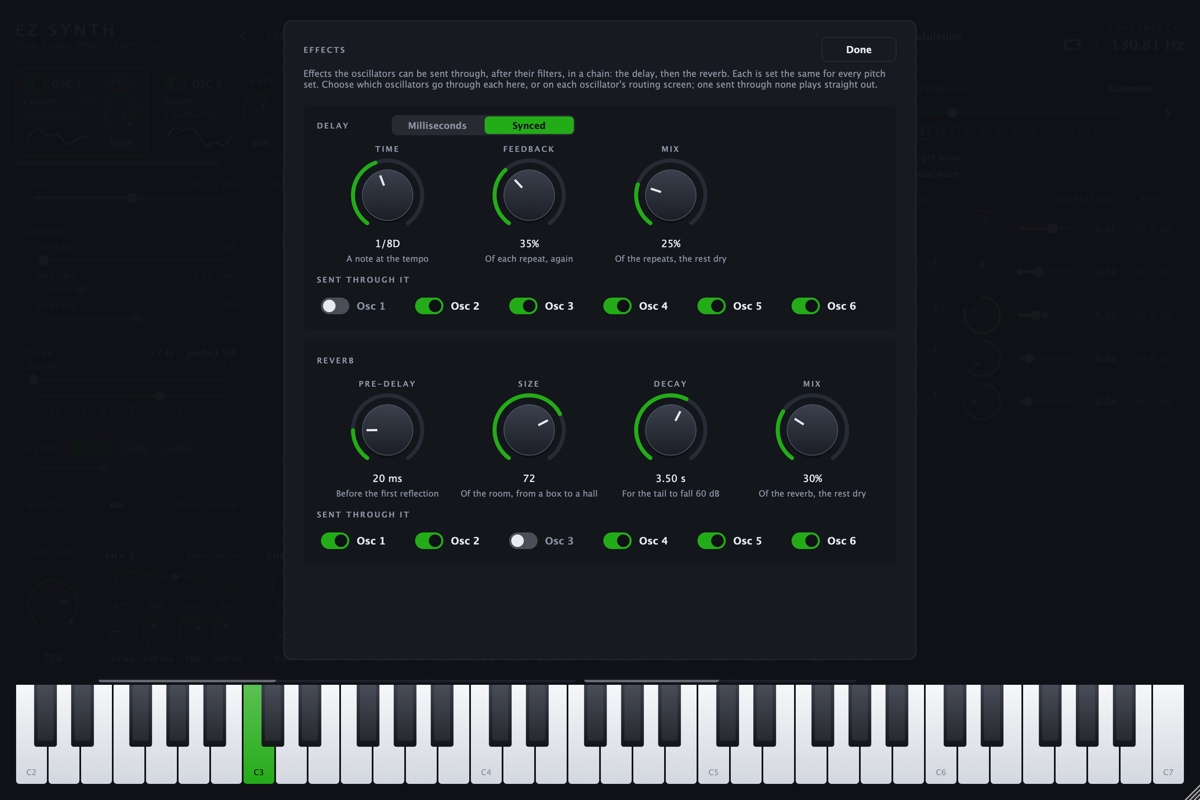 EZ SYNTH
C3 · 130.81 Hz
OSC 1
OSC 2
EFFECTS
Done
Effects the oscillators can be sent through, after their filters, in a chain: the delay, then the reverb. Each is set the same for every pitch
set. Choose which oscillators go through each here, or on each oscillator's routing screen; one sent through none plays straight out.
DELAY
Milliseconds
Synced
TIME
FEEDBACK
MIX
1/8D
35%
25%
A note at the tempo
Of each repeat, again
Of the repeats, the rest dry
SENT THROUGH IT
Osc 1
Osc 2
Osc 3
Osc 4
Osc 5
Osc 6
REVERB
PRE-DELAY
SIZE
DECAY
MIX
20 ms
72
3.50 s
30%
Before the first reflection
Of the room, from a box to a hall
For the tail to fall 60 dB
Of the reverb, the rest dry
SENT THROUGH IT
Osc 1
Osc 2
Osc 3
Osc 4
Osc 5
Osc 6
C2
C3
C4
C5
C6
C7